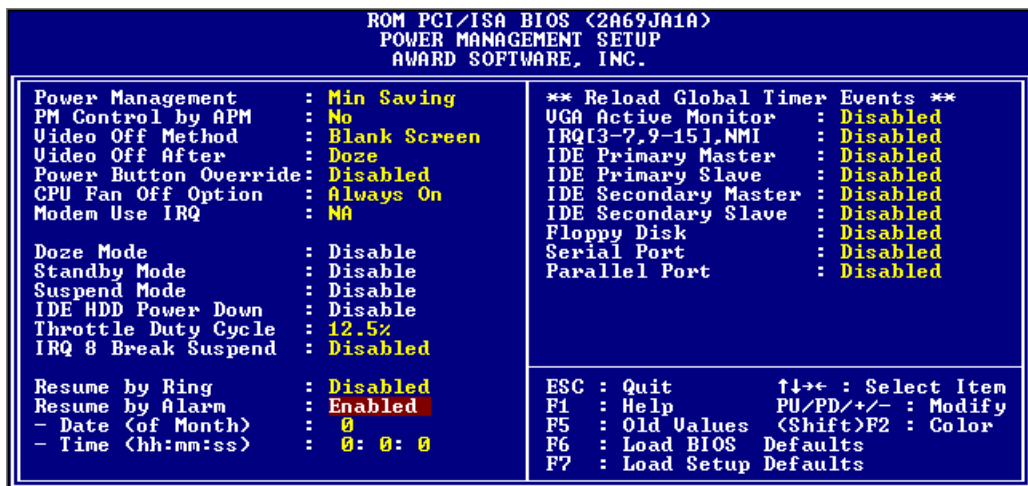 ROM PCI/ISA BIOS (2A69JA1A)
POWER MANAGEMENT SETUP
AWARD SOFTWARE, INC.
Power Management : Min Saving
PM Control by APM : No
Video Off Method : Blank Screen
Video Off After : Doze
Power Button Override: Disabled
CPU Fan Off Option : Always On
Modem Use IRQ : NA
Doze Mode : Disable
Standby Mode : Disable
Suspend Mode : Disable
IDE HDD Power Down : Disable
Throttle Duty Cycle : 12.5%
IRQ 8 Break Suspend : Disabled
Resume by Ring : Disabled
Resume by Alarm : Enabled
- Date (of Month) : 0
- Time (hh:mm:ss) : 0: 0: 0
** Reload Global Timer Events **
VGA Active Monitor : Disabled
IRQ[3-7,9-15],NMI : Disabled
IDE Primary Master : Disabled
IDE Primary Slave : Disabled
IDE Secondary Master : Disabled
IDE Secondary Slave : Disabled
Floppy Disk : Disabled
Serial Port : Disabled
Parallel Port : Disabled
ESC : Quit ↑↓→← : Select Item
F1 : Help PU/PD/+/- : Modify
F5 : Old Values (Shift)F2 : Color
F6 : Load BIOS Defaults
F7 : Load Setup Defaults